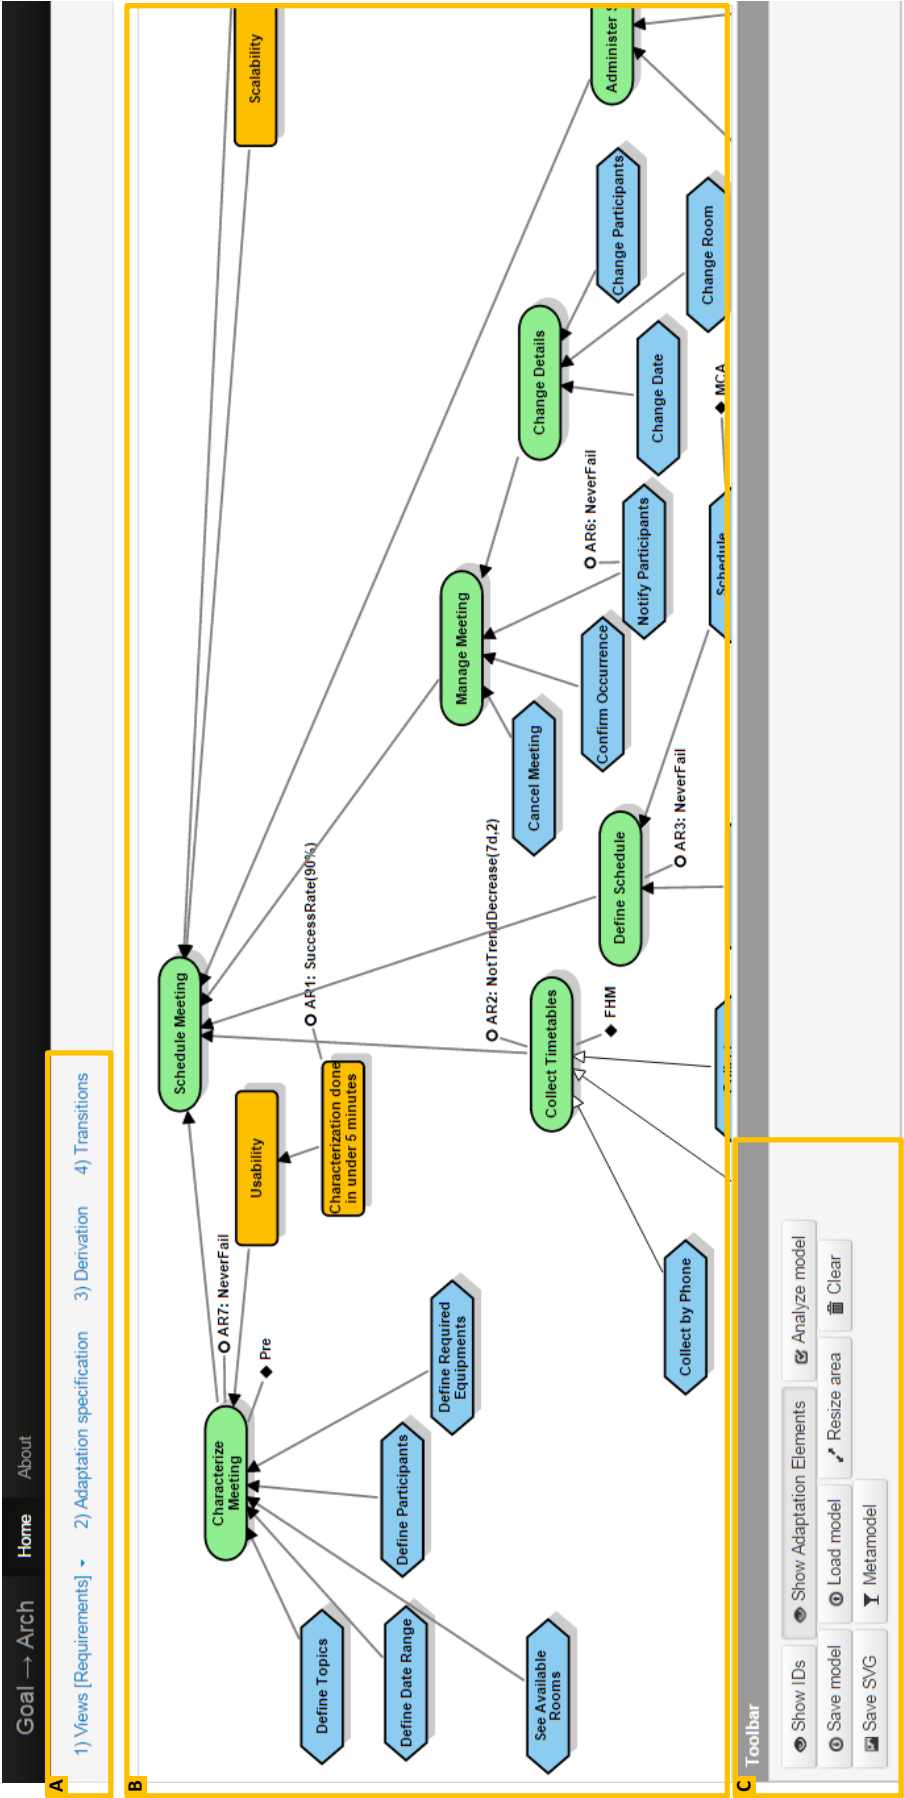 Goal → Arch
Home
About
A
1) Views [Requirements]
2) Adaptation specification
3) Derivation
4) Transitions
B
Schedule Meeting
Scalability
Characterize
Meeting
AR7: NeverFail
Pre
Usability
Characterization done
in under 5 minutes
AR1: SuccessRate(90%)
Define Topics
Define Date Range
See Available
Rooms
Define Participants
Define Required
Equipments
Collect Timetables
AR2: NotTrendDecrease(7d,2)
FHM
Collect by Phone
Define Schedule
AR3: NeverFail
Schedule
MCA
Manage Meeting
Cancel Meeting
Confirm Occurrence
Notify Participants
AR6: NeverFail
Change Details
Change Date
Change Participants
Change Room
Administer
C
Toolbar
Show IDs
Show Adaptation Elements
Analyze model
Save model
Load model
Resize area
Clear
Save SVG
Metamodel